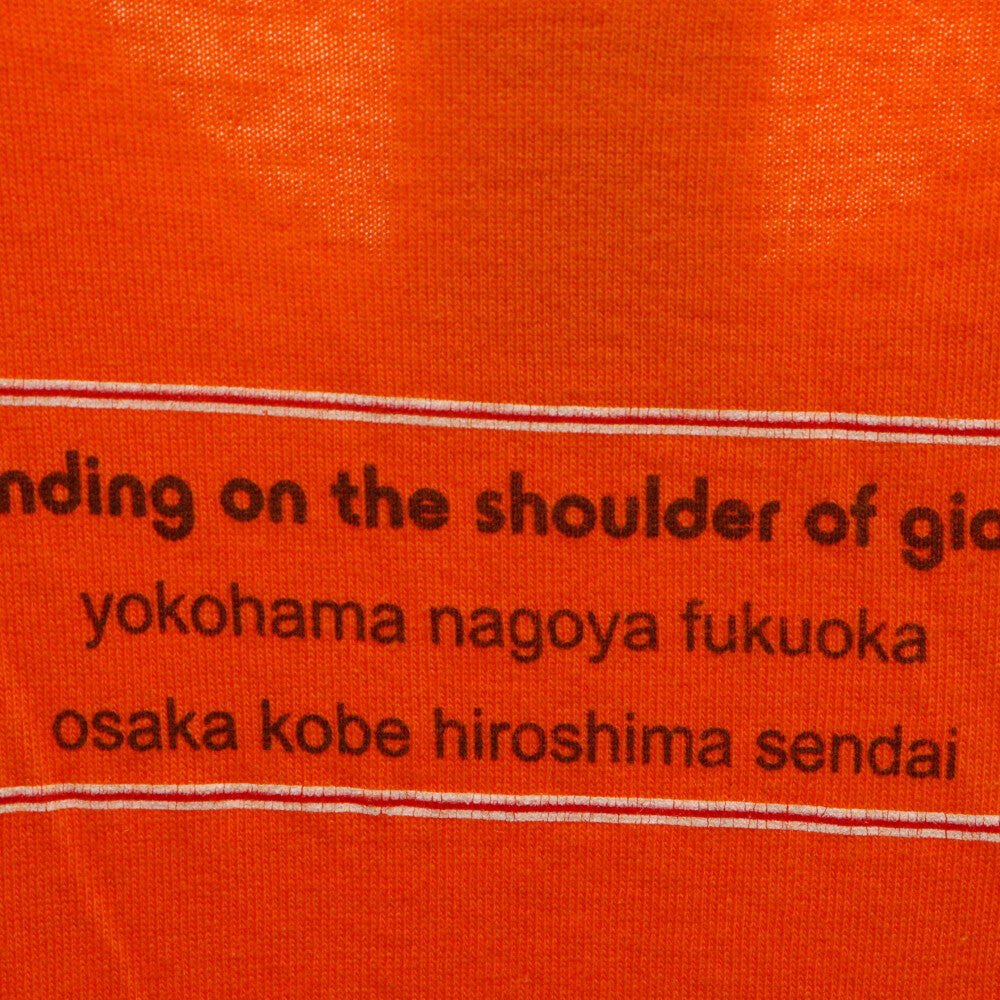 nding on the shoulder of gia
yokohama nagoya fukuoka
osaka kobe hiroshima sendai